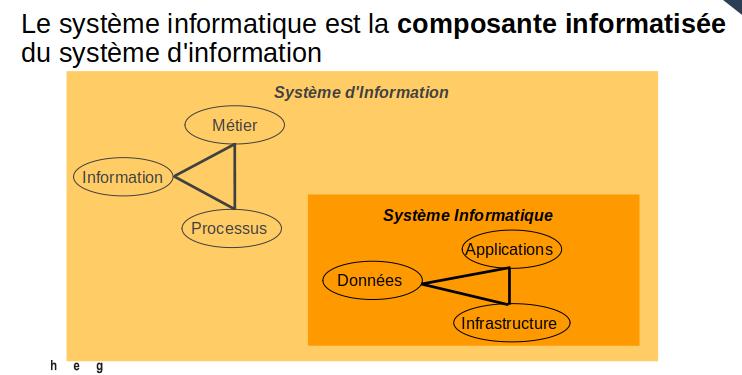 Le système informatique est la composante informatisée
du système d'information
Système d'Information
Métier
Information
Processus
Système Informatique
Applications
Données
Infrastructure
h e g